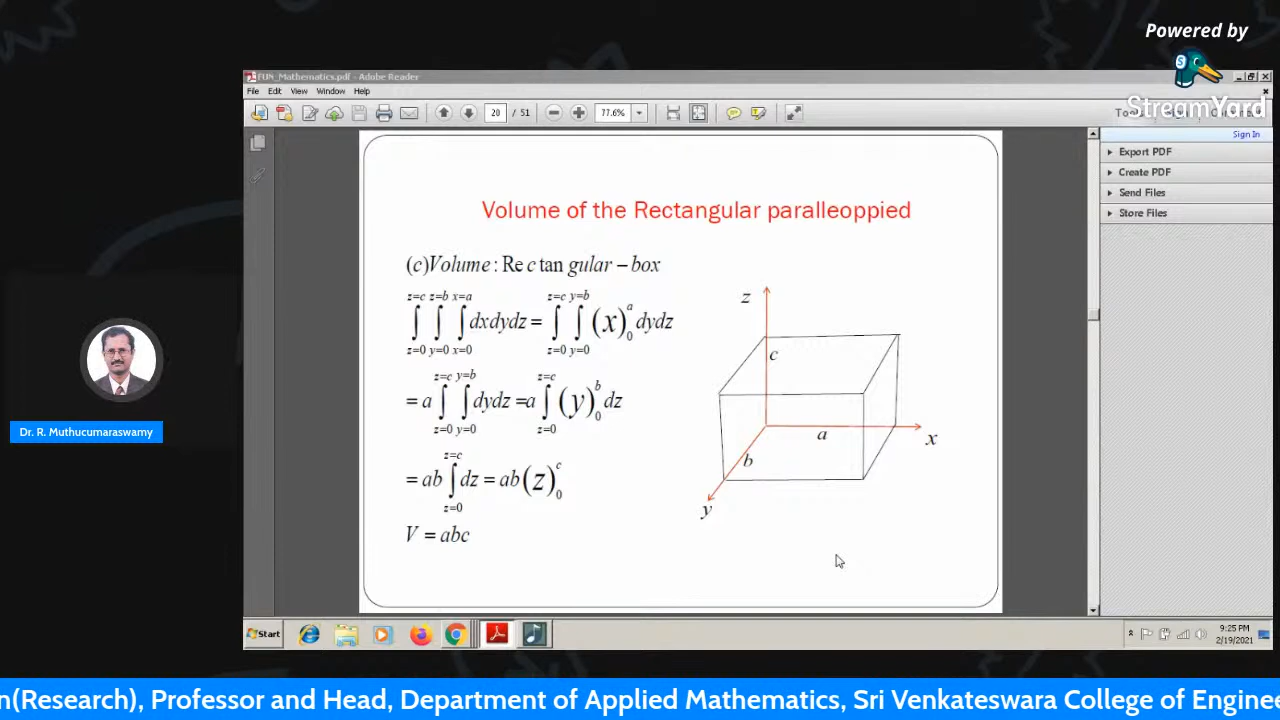 Powered by
StreamYard
FUN_Mathematics.pdf - Adobe Reader
File Edit View Window Help
20 / 51 77.6%
Sign In
Export PDF
Create PDF
Send Files
Store Files
Volume of the Rectangular paralleoppied
(c)Volume : Re c tan gular – box
z=c z=b x=a z=c y=b
∫ ∫ ∫ dxdydz = ∫ ∫ (x)₀ᵃ dydz
z=0 y=0 x=0 z=0 y=0
z=c y=b z=c
= a ∫ ∫ dydz = a ∫ (y)₀ᵇ dz
z=0 y=0 z=0
z=c
= ab ∫ dz = ab (z)₀ᶜ
z=0
V = abc
z
c
a
x
b
y
Dr. R. Muthucumaraswamy
Start
9:25 PM
2/19/2021
n(Research), Professor and Head, Department of Applied Mathematics, Sri Venkateswara College of Enginee